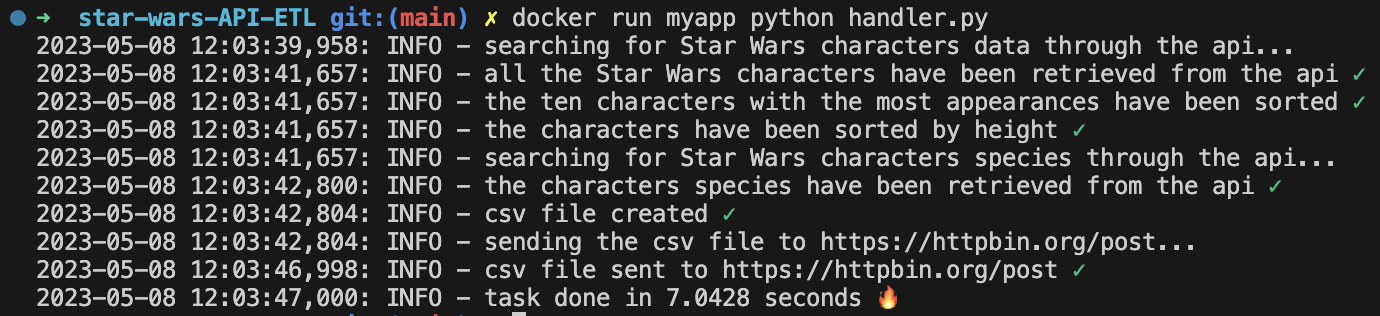 ➜ star-wars-API-ETL git:(main) ✗ docker run myapp python handler.py
2023-05-08 12:03:39,958: INFO - searching for Star Wars characters data through the api...
2023-05-08 12:03:41,657: INFO - all the Star Wars characters have been retrieved from the api ✓
2023-05-08 12:03:41,657: INFO - the ten characters with the most appearances have been sorted ✓
2023-05-08 12:03:41,657: INFO - the characters have been sorted by height ✓
2023-05-08 12:03:41,657: INFO - searching for Star Wars characters species through the api...
2023-05-08 12:03:42,800: INFO - the characters species have been retrieved from the api ✓
2023-05-08 12:03:42,804: INFO - csv file created ✓
2023-05-08 12:03:42,804: INFO - sending the csv file to https://httpbin.org/post...
2023-05-08 12:03:46,998: INFO - csv file sent to https://httpbin.org/post ✓
2023-05-08 12:03:47,000: INFO - task done in 7.0428 seconds 🔥